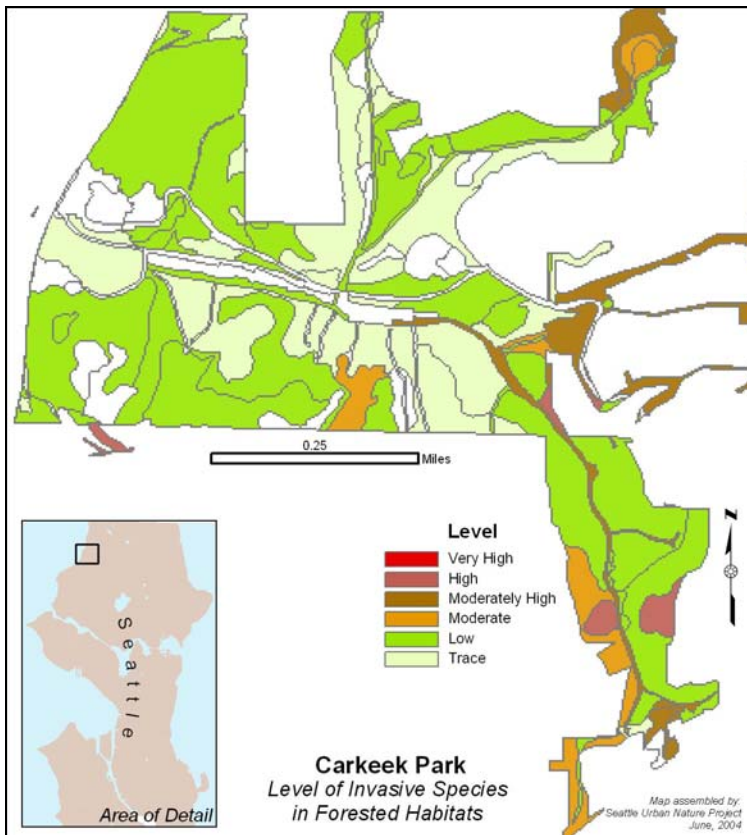 0.25
Miles
N
Level
Very High
High
Moderately High
Moderate
Low
Trace
Seattle
Area of Detail
Carkeek Park
Level of Invasive Species
in Forested Habitats
Map assembled by:
Seattle Urban Nature Project
June, 2004